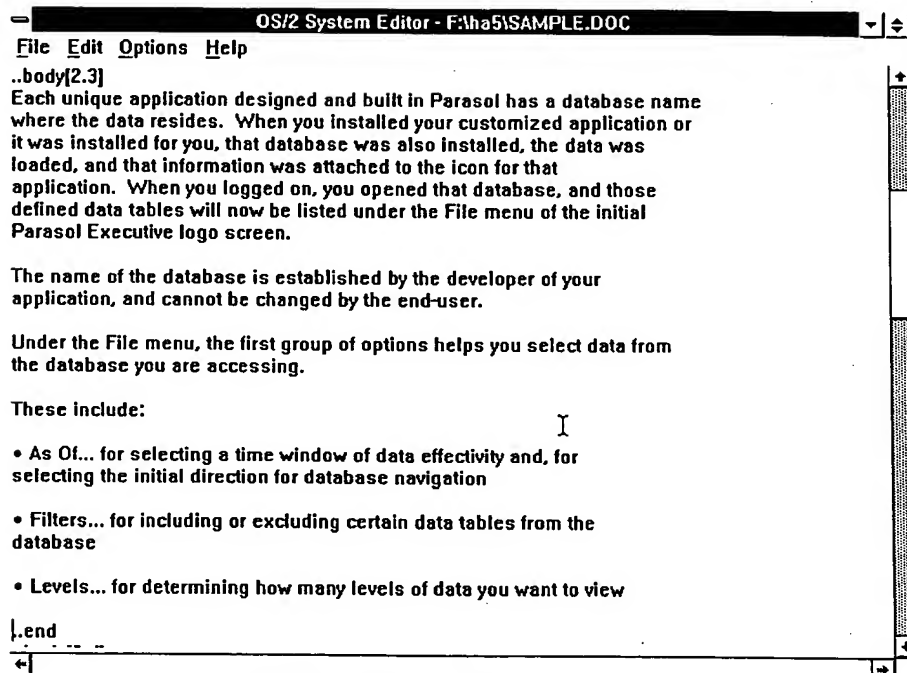 OS/2 System Editor - F:\ha5\SAMPLE.DOC
File Edit Options Help
..body[2.3]
Each unique application designed and built in Parasol has a database name
where the data resides. When you installed your customized application or
it was installed for you, that database was also installed, the data was
loaded, and that information was attached to the icon for that
application. When you logged on, you opened that database, and those
defined data tables will now be listed under the File menu of the initial
Parasol Executive logo screen.
The name of the database is established by the developer of your
application, and cannot be changed by the end-user.
Under the File menu, the first group of options helps you select data from
the database you are accessing.
These include:
• As Of... for selecting a time window of data effectivity and, for
selecting the initial direction for database navigation
• Filters... for including or excluding certain data tables from the
database
• Levels... for determining how many levels of data you want to view
..end